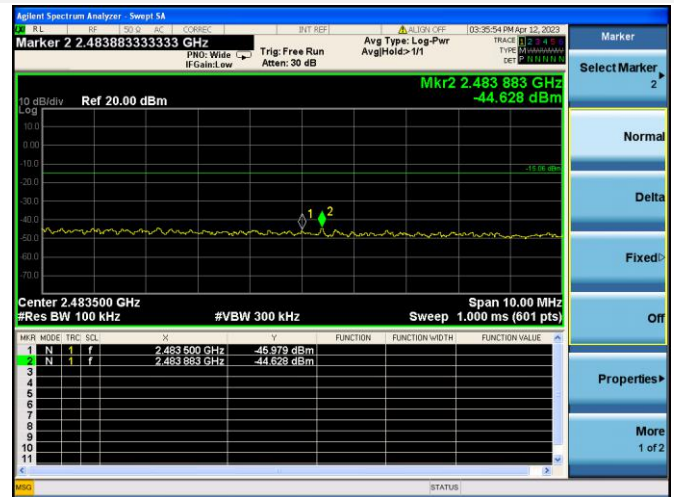 Agilent Spectrum Analyzer - Swept SA
RL RF 50 Ω AC CORREC INT REF ALIGN OFF 03:35:54 PM Apr 12, 2023
Marker 2 2.483883333333 GHz
PNO: Wide
IFGain:Low
Trig: Free Run
Atten: 30 dB
Avg Type: Log-Pwr
Avg|Hold:> 1/1
TRACE 1 2 3 4 5 6
TYPE M
DET P N N N N N
Mkr2 2.483 883 GHz
-44.628 dBm
10 dB/div Ref 20.00 dBm
Log
10.0
0.00
-10.0
-15.06 dBm
-20.0
-30.0
-40.0
1 2
-50.0
-60.0
-70.0
Center 2.483500 GHz Span 10.00 MHz
#Res BW 100 kHz #VBW 300 kHz Sweep 1.000 ms (601 pts)
MKR MODE TRC SCL X Y FUNCTION FUNCTION WIDTH FUNCTION VALUE
1 N 1 f 2.483 500 GHz -45.979 dBm
2 N 1 f 2.483 883 GHz -44.628 dBm
3
4
5
6
7
8
9
10
11
MSG STATUS
Marker
Select Marker
2
Normal
Delta
Fixed
Off
Properties
More
1 of 2